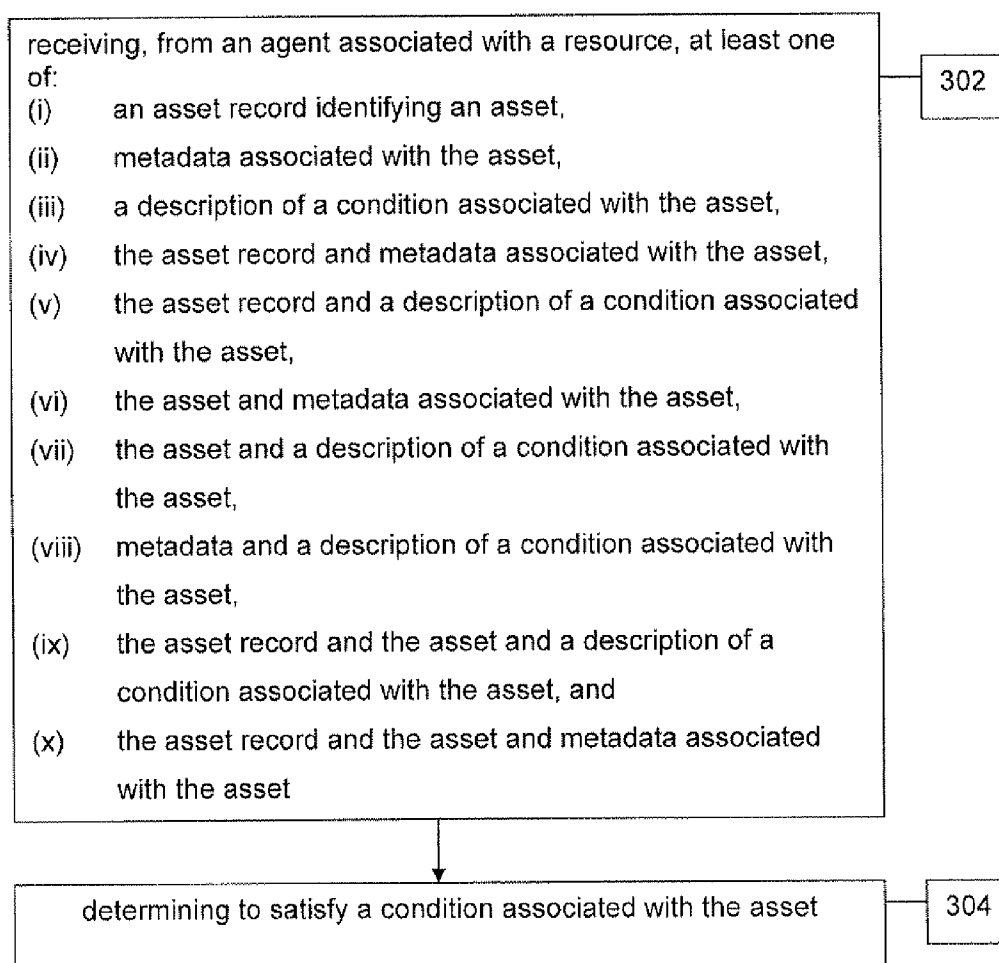 receiving, from an agent associated with a resource, at least one
of:
302
(i) an asset record identifying an asset,
(ii) metadata associated with the asset,
(iii) a description of a condition associated with the asset,
(iv) the asset record and metadata associated with the asset,
(v) the asset record and a description of a condition associated
with the asset,
(vi) the asset and metadata associated with the asset,
(vii) the asset and a description of a condition associated with
the asset,
(viii) metadata and a description of a condition associated with
the asset,
(ix) the asset record and the asset and a description of a
condition associated with the asset, and
(x) the asset record and the asset and metadata associated
with the asset
determining to satisfy a condition associated with the asset
304